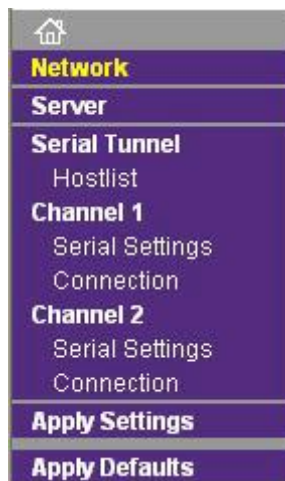 Network
Server
Serial Tunnel
Hostlist
Channel 1
Serial Settings
Connection
Channel 2
Serial Settings
Connection
Apply Settings
Apply Defaults